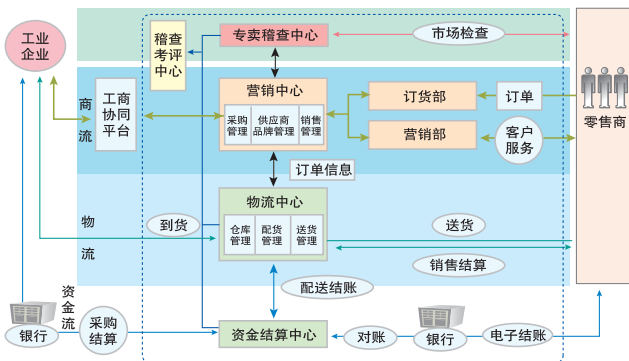 工业
企业
稽查
考评
中心
专卖稽查中心
市场检查
零售商
商
流
工商
协同
平台
营销中心
采购
管理
供应商
品牌管理
销售
管理
订货部
订单
营销部
客户
服务
订单信息
物
流
到货
物流中心
仓库
管理
配货
管理
送货
管理
送货
销售结算
配送结账
资
金
流
银行
采购
结算
资金结算中心
对账
银行
电子结账